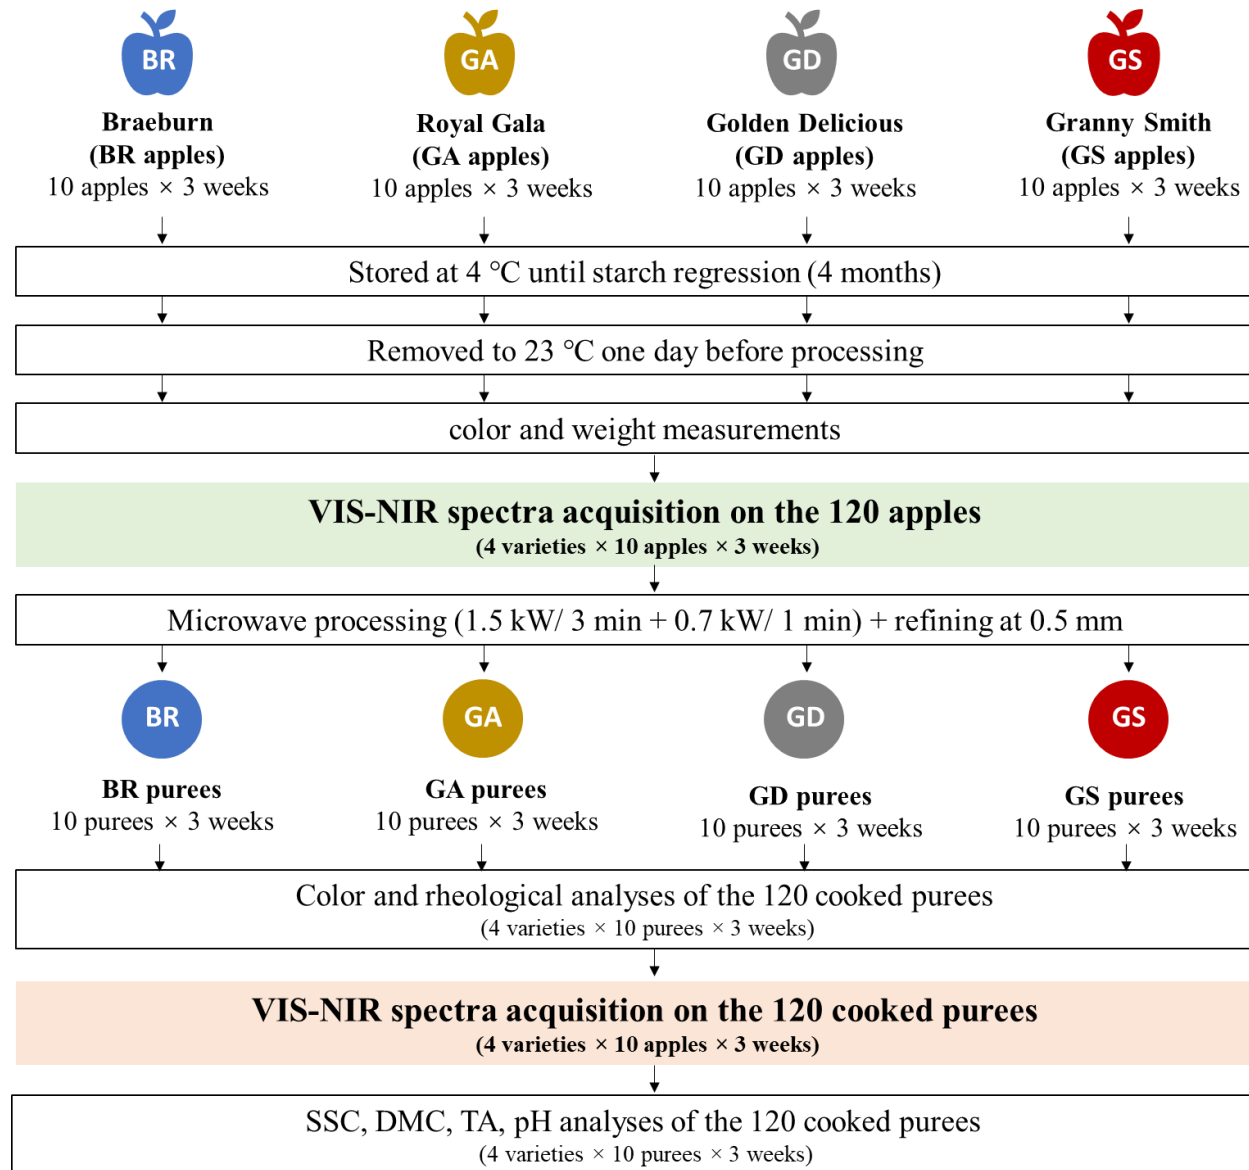 BR
GA
GD
GS
Braeburn
(BR apples)
10 apples × 3 weeks
Royal Gala
(GA apples)
10 apples × 3 weeks
Golden Delicious
(GD apples)
10 apples × 3 weeks
Granny Smith
(GS apples)
10 apples × 3 weeks
Stored at 4 °C until starch regression (4 months)
Removed to 23 °C one day before processing
color and weight measurements
VIS-NIR spectra acquisition on the 120 apples
(4 varieties × 10 apples × 3 weeks)
Microwave processing (1.5 kW/ 3 min + 0.7 kW/ 1 min) + refining at 0.5 mm
BR
GA
GD
GS
BR purees
10 purees × 3 weeks
GA purees
10 purees × 3 weeks
GD purees
10 purees × 3 weeks
GS purees
10 purees × 3 weeks
Color and rheological analyses of the 120 cooked purees
(4 varieties × 10 purees × 3 weeks)
VIS-NIR spectra acquisition on the 120 cooked purees
(4 varieties × 10 apples × 3 weeks)
SSC, DMC, TA, pH analyses of the 120 cooked purees
(4 varieties × 10 purees × 3 weeks)